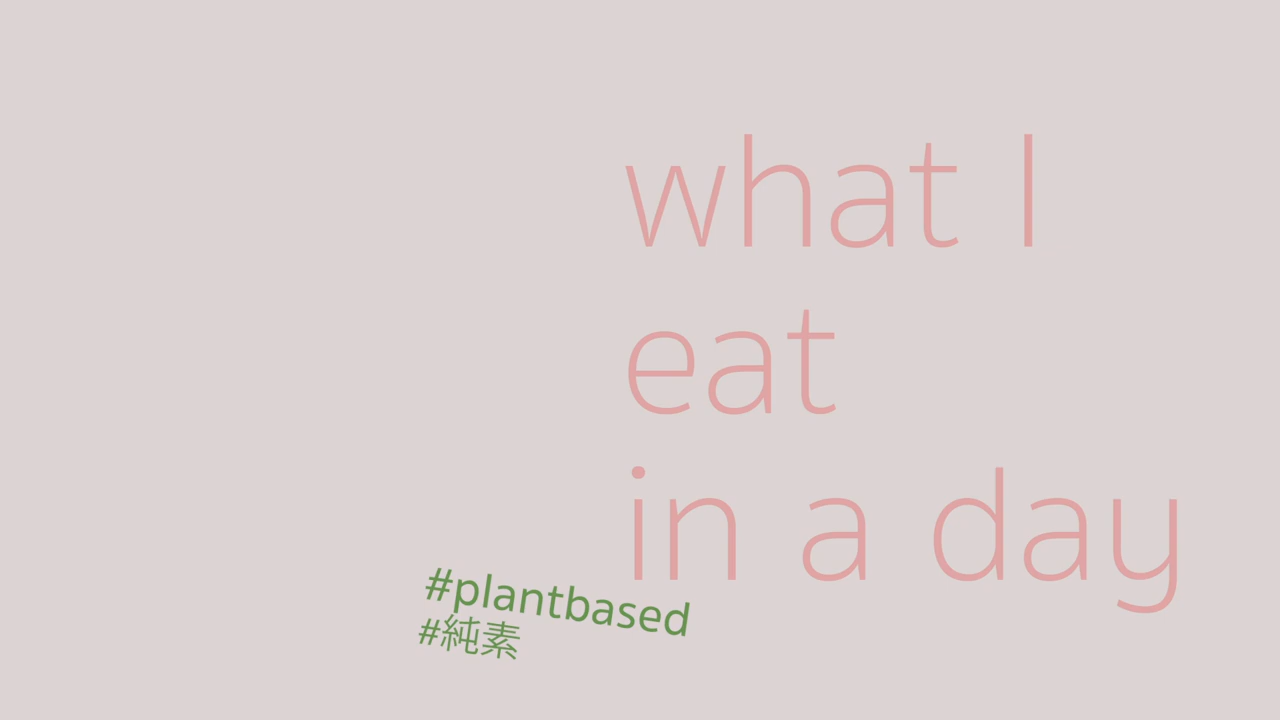 what I
eat
in a day
#plantbased
#純素